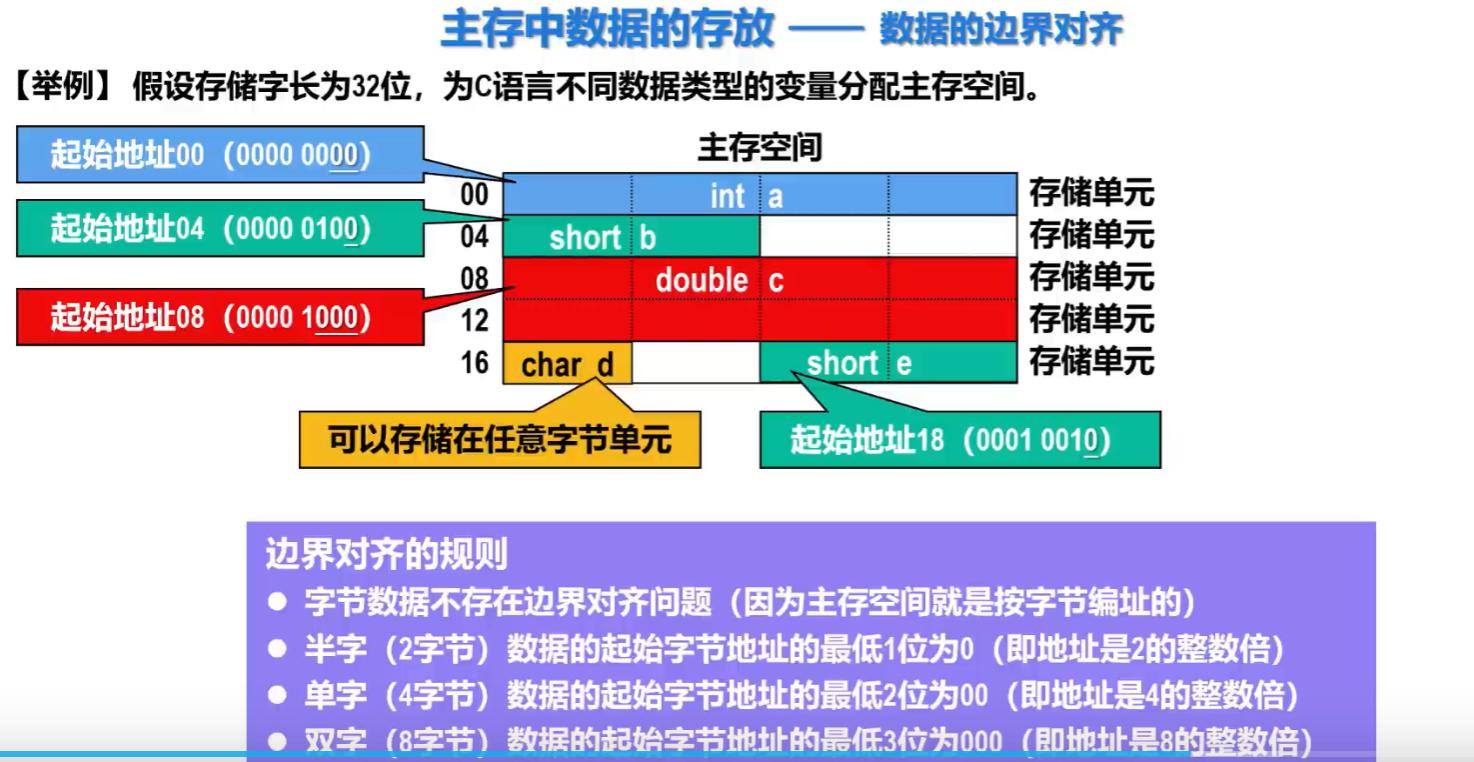 主存中数据的存放 —— 数据的边界对齐
【举例】 假设存储字长为32位，为C语言不同数据类型的变量分配主存空间。
主存空间
起始地址00（0000 0000）
00 int a 存储单元
起始地址04（0000 0100）
04 short b 存储单元
08 double c 存储单元
起始地址08（0000 1000）
12 存储单元
16 char d short e 存储单元
可以存储在任意字节单元
起始地址18（0001 0010）
边界对齐的规则
● 字节数据不存在边界对齐问题（因为主存空间就是按字节编址的）
● 半字（2字节）数据的起始字节地址的最低1位为0（即地址是2的整数倍）
● 单字（4字节）数据的起始字节地址的最低2位为00（即地址是4的整数倍）
● 双字（8字节）数据的起始字节地址的最低3位为000（即地址是8的整数倍）